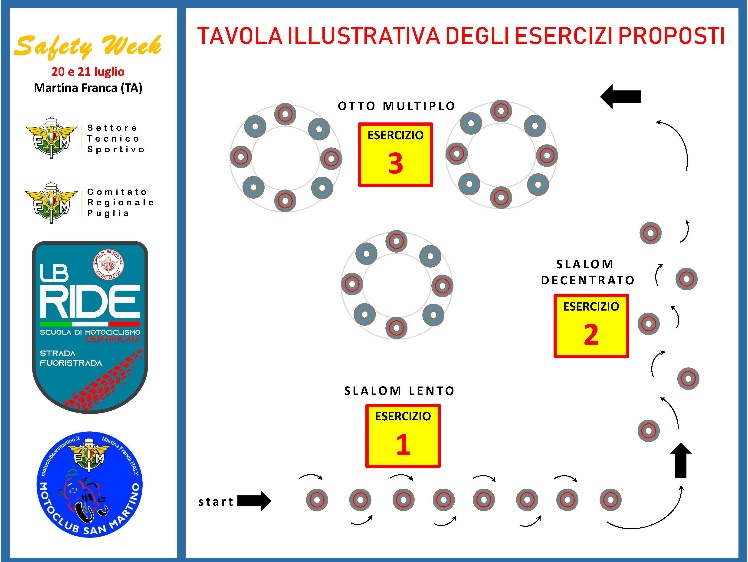 Safety Week
20 e 21 luglio
Martina Franca (TA)
Settore
Tecnico
Sportivo
Comitato
Regionale
Puglia
LB
RIDE
SCUOLA DI MOTOCICLISMO
CERTIFICATA
STRADA
FUORISTRADA
MOTOCLUB SAN MARTINO
TAVOLA ILLUSTRATIVA DEGLI ESERCIZI PROPOSTI
OTTO MULTIPLO
ESERCIZIO
3
SLALOM
DECENTRATO
ESERCIZIO
2
SLALOM LENTO
ESERCIZIO
1
start